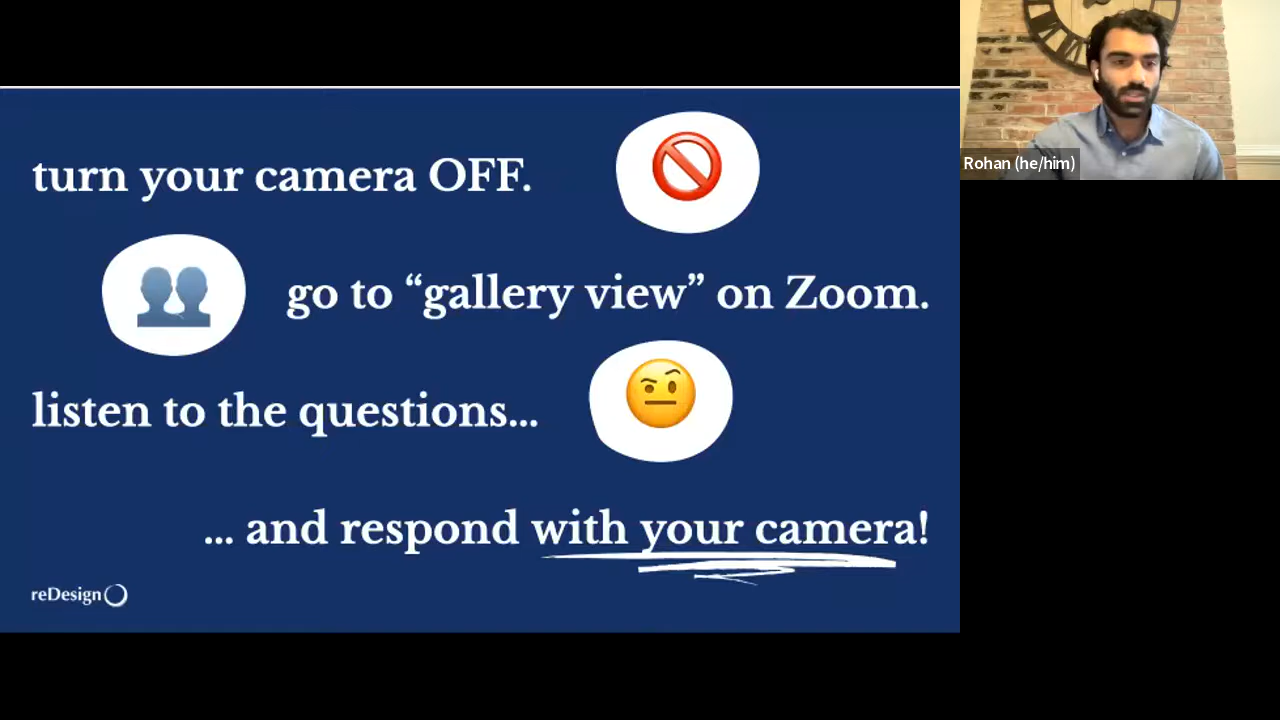 turn your camera OFF.
go to “gallery view” on Zoom.
listen to the questions...
... and respond with your camera!
reDesign
Rohan (he/him)